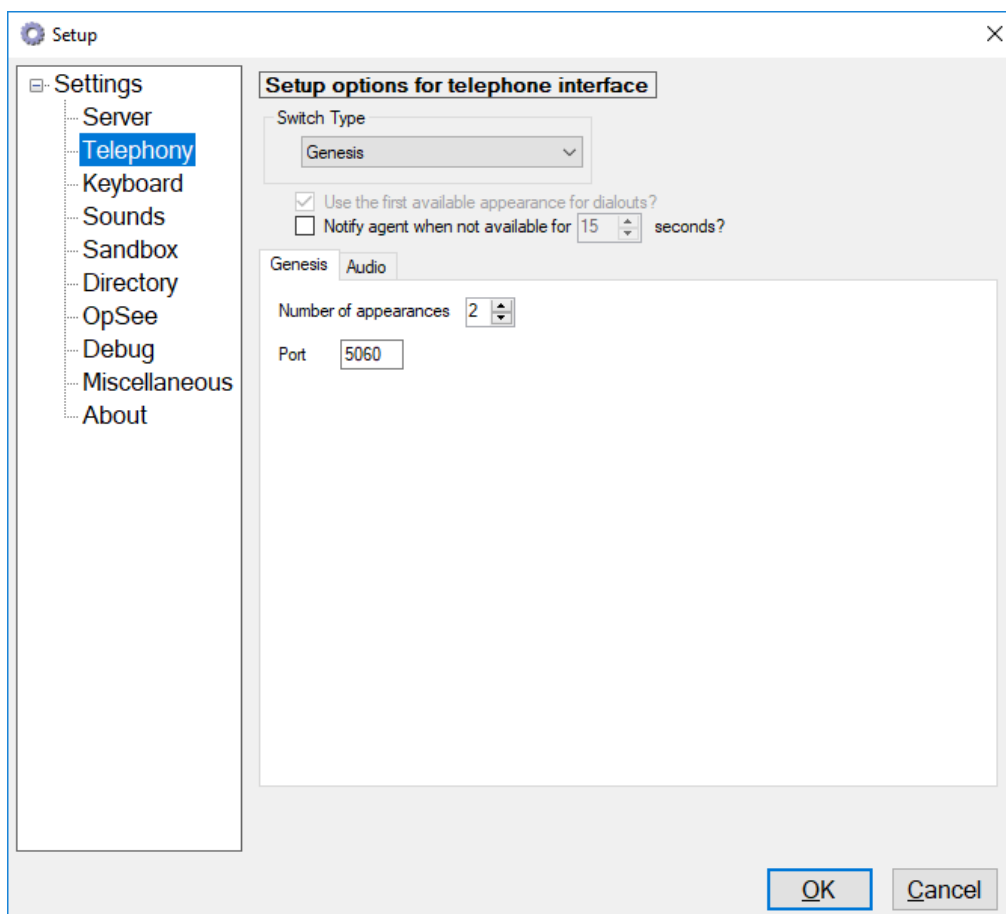 Setup
Settings
Server
Telephony
Keyboard
Sounds
Sandbox
Directory
OpSee
Debug
Miscellaneous
About
Setup options for telephone interface
Switch Type
Genesis
Use the first available appearance for dialouts?
Notify agent when not available for 15 seconds?
Genesis Audio
Number of appearances 2
Port 5060
OK Cancel